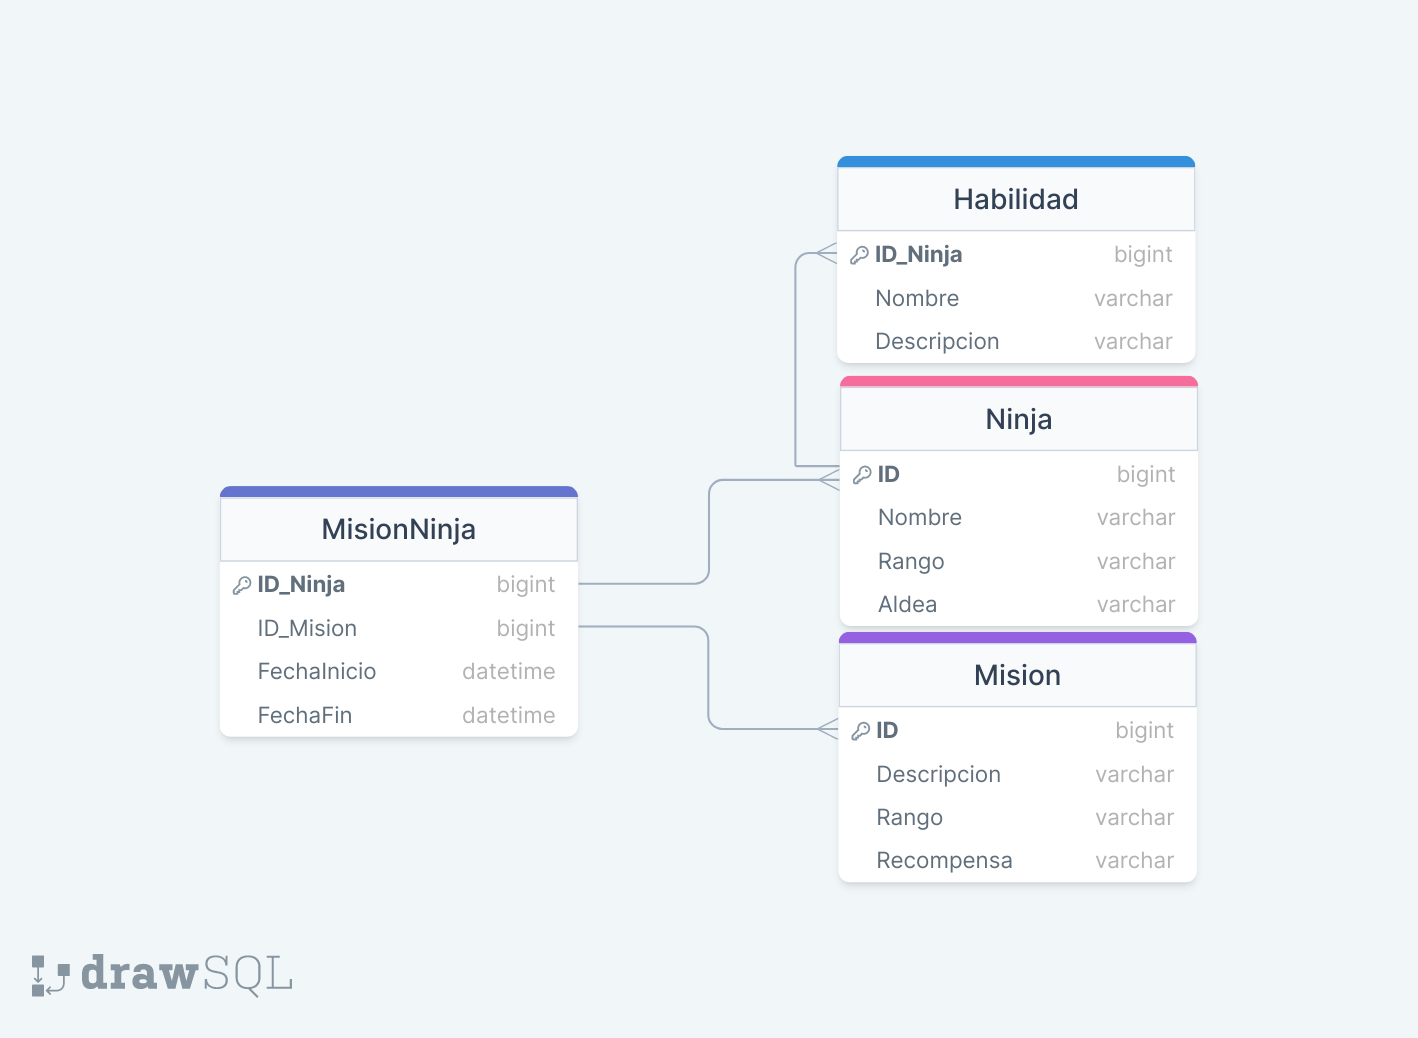 Habilidad
ID_Ninja bigint
Nombre varchar
Descripcion varchar
Ninja
ID bigint
Nombre varchar
Rango varchar
Aldea varchar
MisionNinja
ID_Ninja bigint
ID_Mision bigint
FechaInicio datetime
FechaFin datetime
Mision
ID bigint
Descripcion varchar
Rango varchar
Recompensa varchar
drawSQL